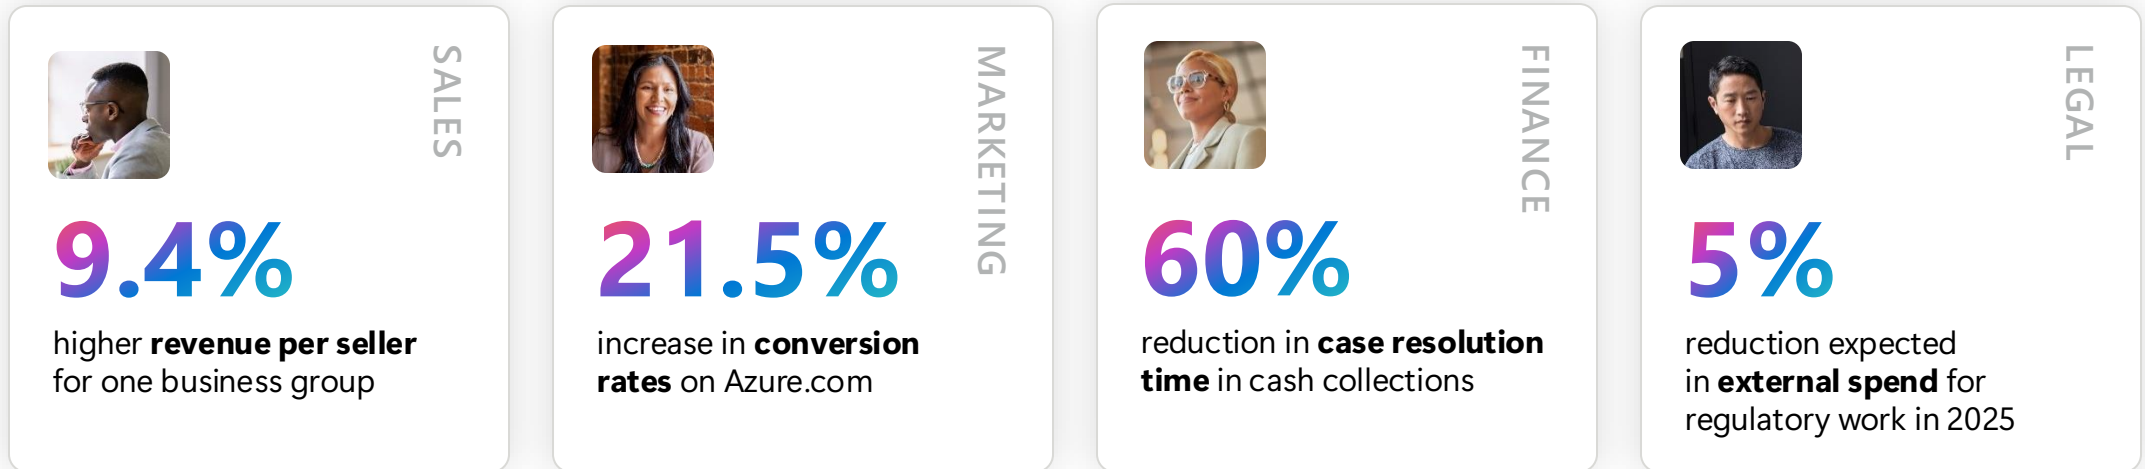 SALES
9.4%
higher revenue per seller
for one business group
MARKETING
21.5%
increase in conversion
rates on Azure.com
FINANCE
60%
reduction in case resolution
time in cash collections
LEGAL
5%
reduction expected
in external spend for
regulatory work in 2025